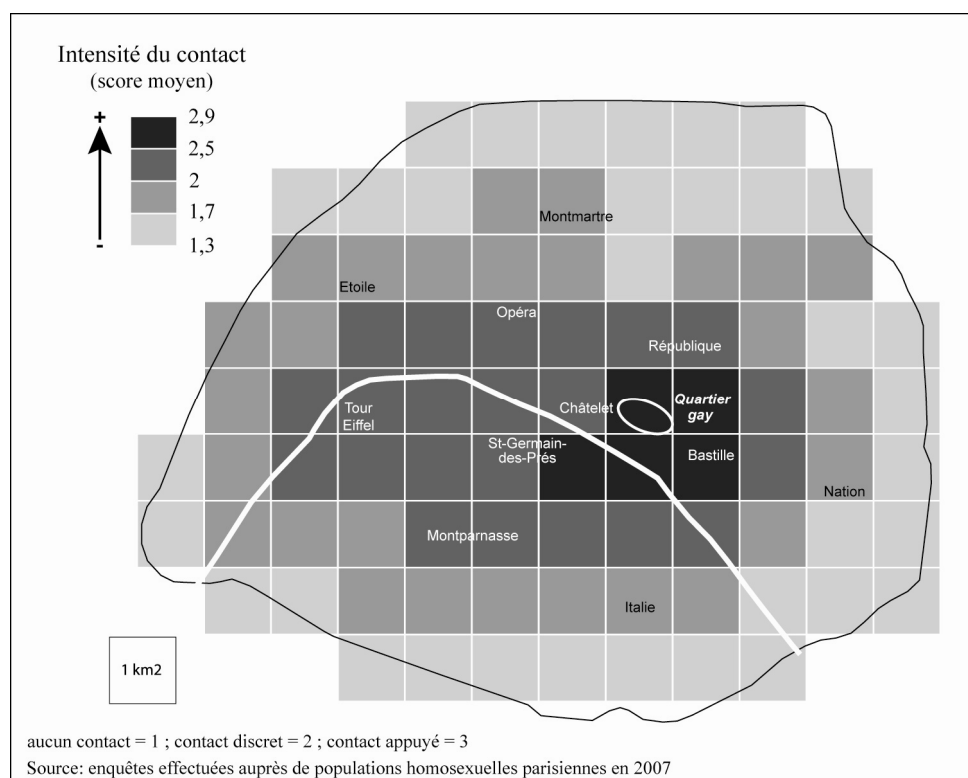 Intensité du contact
(score moyen)
+
2,9
2,5
2
1,7
-
1,3
Montmartre
Etoile
Opéra
République
Châtelet
Quartier
gay
Tour
Eiffel
St-Germain-
des-Prés
Bastille
Nation
Montparnasse
Italie
1 km2
aucun contact = 1 ; contact discret = 2 ; contact appuyé = 3
Source: enquêtes effectuées auprès de populations homosexuelles parisiennes en 2007